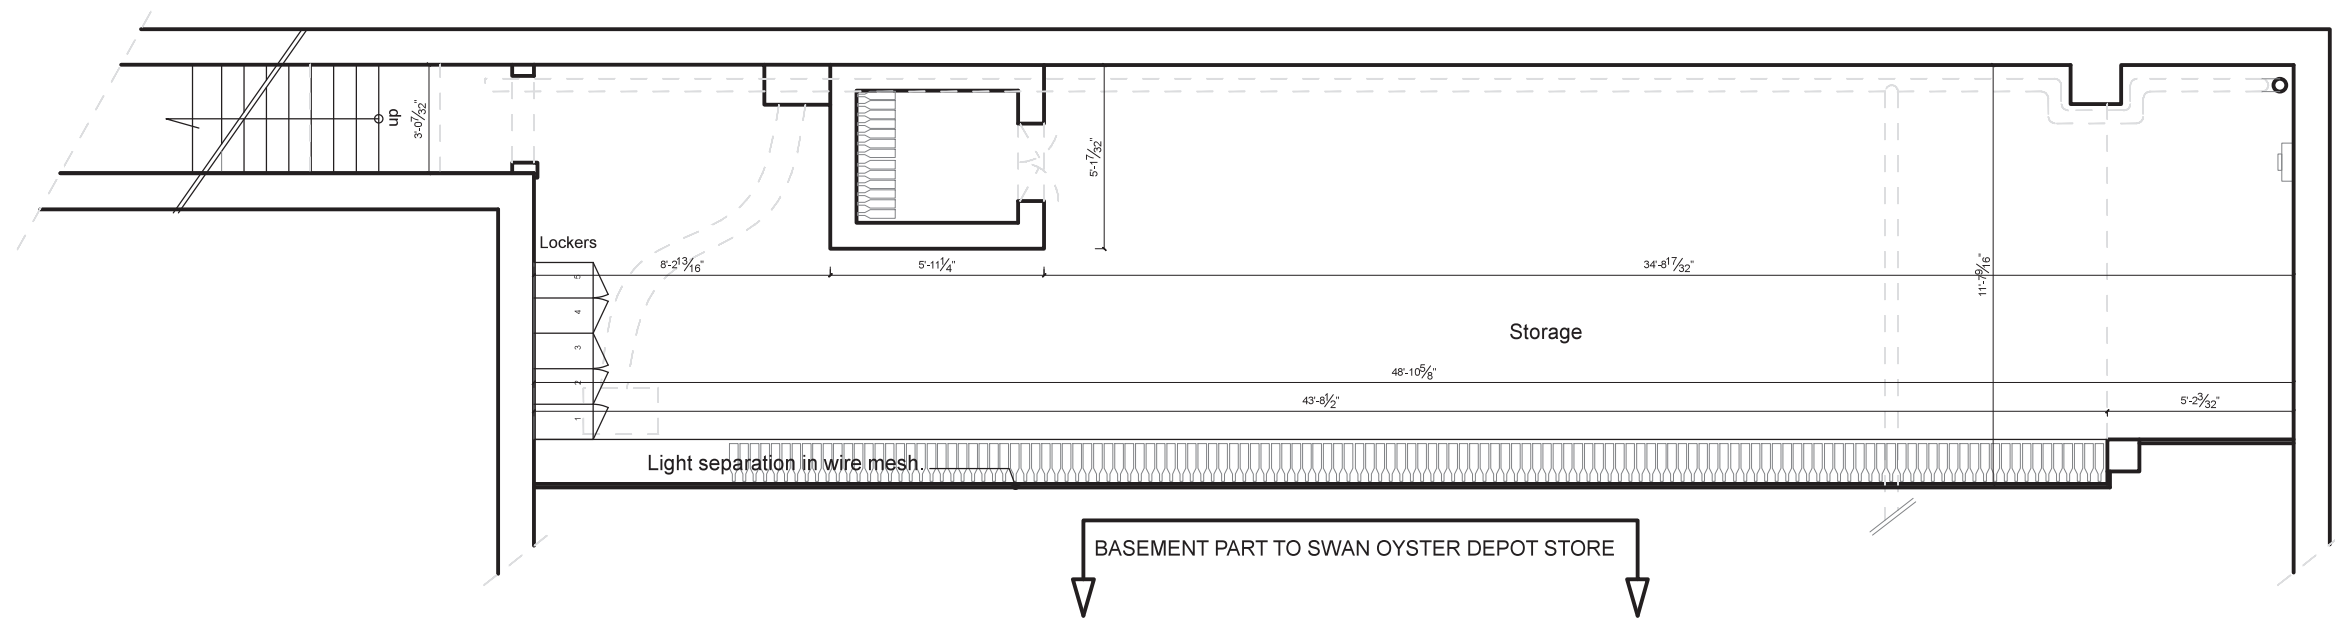 up
3'-0 7/32"
5'-1 17/32"
Lockers
8'-2 13/16"
5'-11 1/4"
34'-8 17/32"
11'-7 9/16"
5
4
3
2
1
Storage
48'-10 5/8"
43'-8 1/2"
5'-2 3/32"
Light separation in wire mesh.
BASEMENT PART TO SWAN OYSTER DEPOT STORE